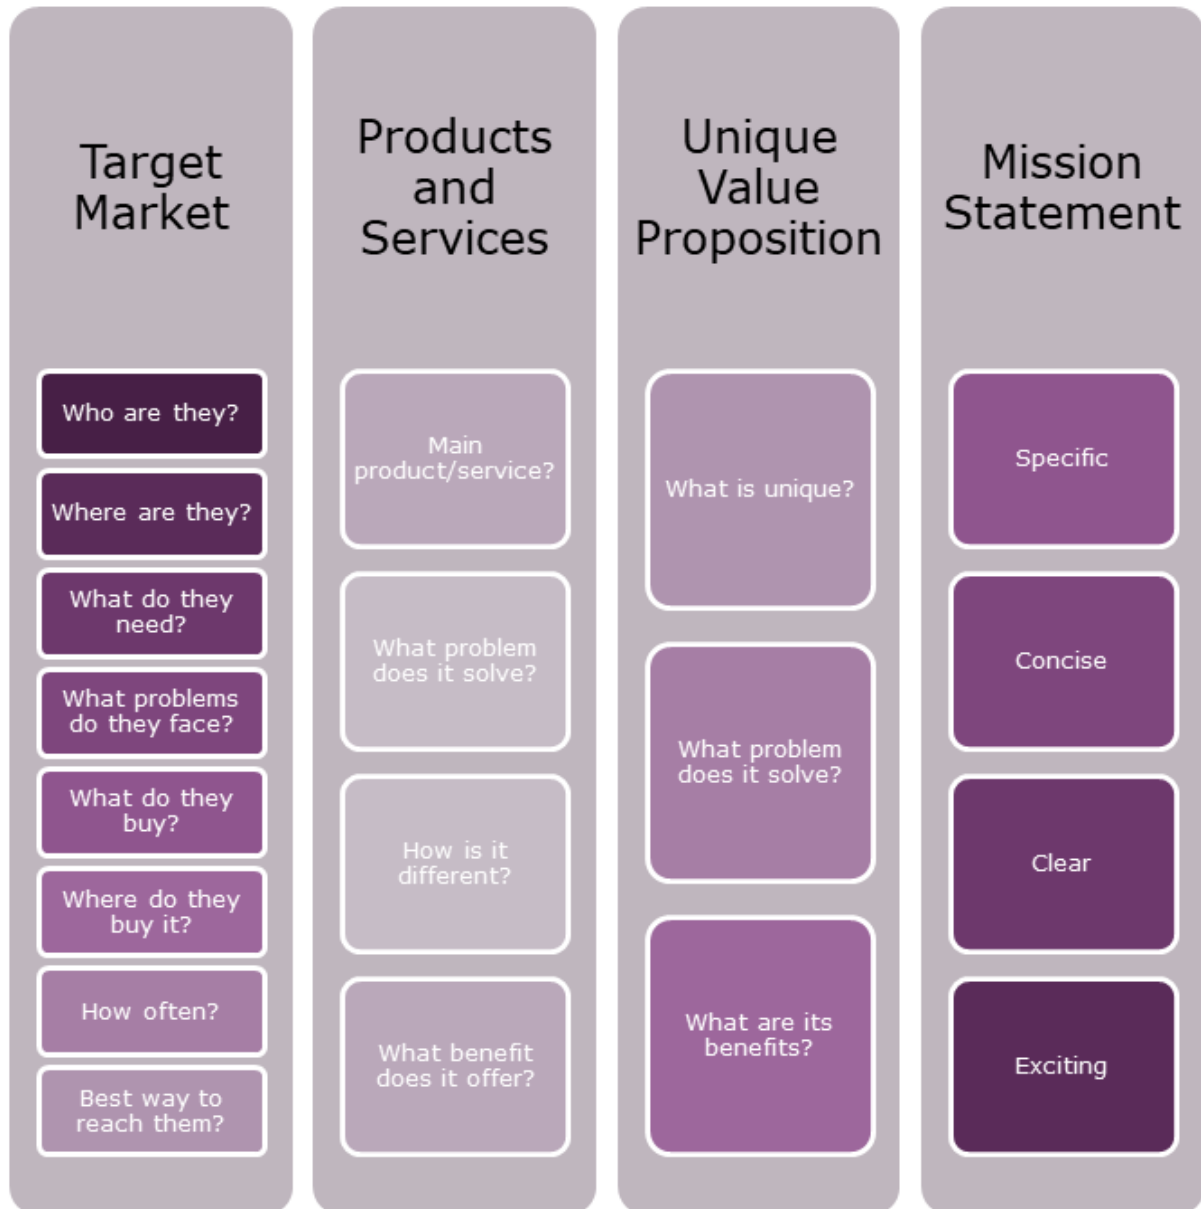 Target
Market
Who are they?
Where are they?
What do they
need?
What problems
do they face?
What do they
buy?
Where do they
buy it?
How often?
Best way to
reach them?
Products
and
Services
Main
product/service?
What problem
does it solve?
How is it
different?
What benefit
does it offer?
Unique
Value
Proposition
What is unique?
What problem
does it solve?
What are its
benefits?
Mission
Statement
Specific
Concise
Clear
Exciting